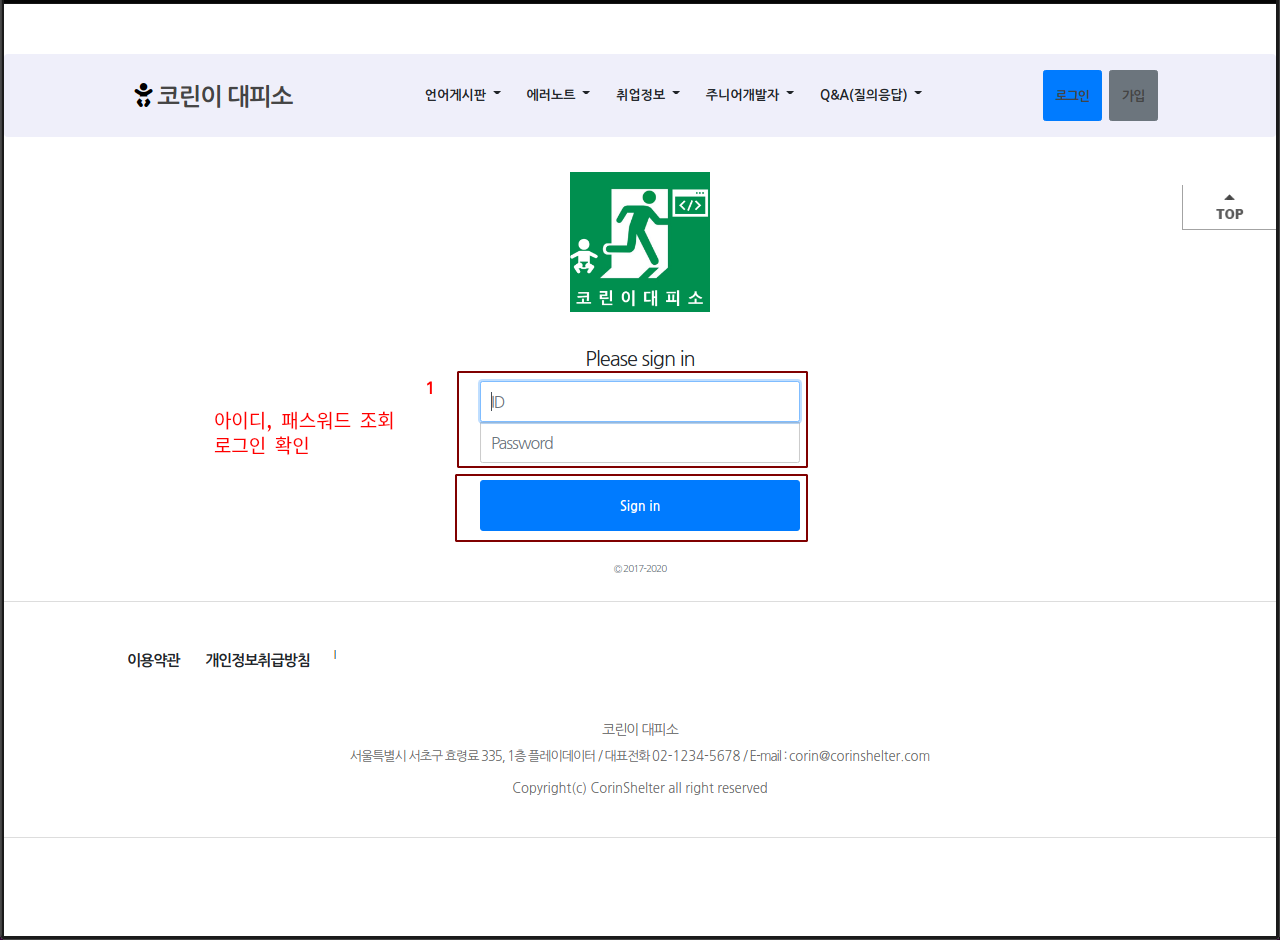 코린이 대피소
언어게시판 에러노트 취업정보 주니어개발자 Q&A(질의응답)
로그인 가입
</>
코린이대피소
TOP
Please sign in
1
ID
아이디, 패스워드 조회
로그인 확인
Password
Sign in
© 2017-2020
이용약관 개인정보취급방침
코린이 대피소
서울특별시 서초구 효령로 335, 1층 플레이데이터 / 대표전화 02-1234-5678 / E-mail : corin@corinshelter.com
Copyright(c) CorinShelter all right reserved